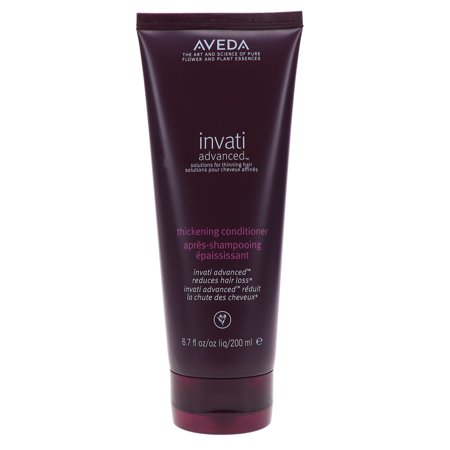 AVEDA
THE ART AND SCIENCE OF PURE
FLOWER AND PLANT ESSENCES
invati
advanced™
solutions for thinning hair
solutions pour cheveux affinés
thickening conditioner
après-shampooing
épaississant
invati advanced™
reduces hair loss*
invati advanced™ réduit
la chute des cheveux*
6.7 fl oz/oz liq/200 ml ℮